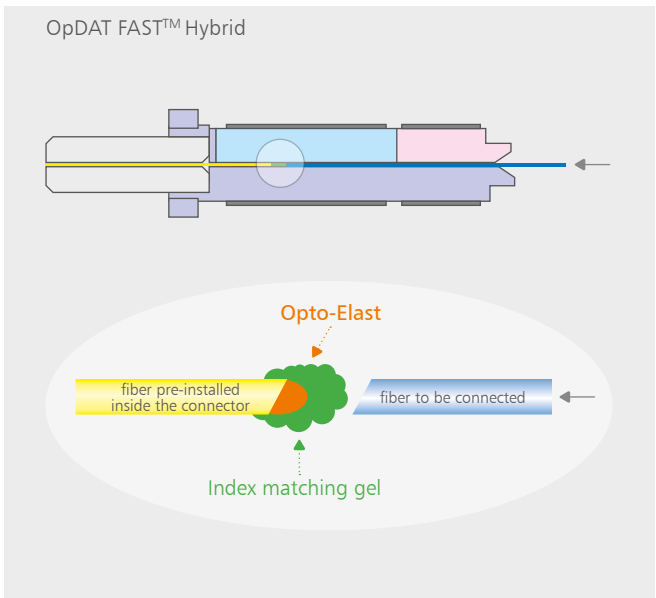 OpDAT FAST™ Hybrid
Opto-Elast
fiber pre-installed
inside the connector
fiber to be connected
Index matching gel